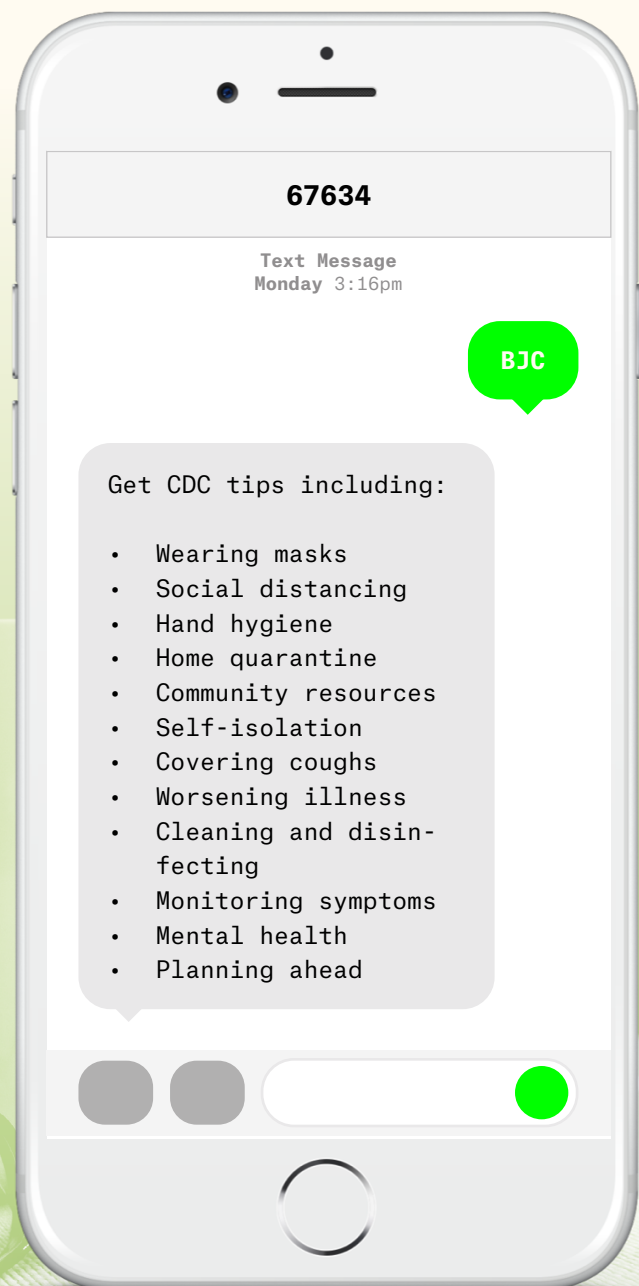 67634
Text Message
Monday 3:16pm
BJC
Get CDC tips including:
• Wearing masks
• Social distancing
• Hand hygiene
• Home quarantine
• Community resources
• Self-isolation
• Covering coughs
• Worsening illness
• Cleaning and disin-
fecting
• Monitoring symptoms
• Mental health
• Planning ahead